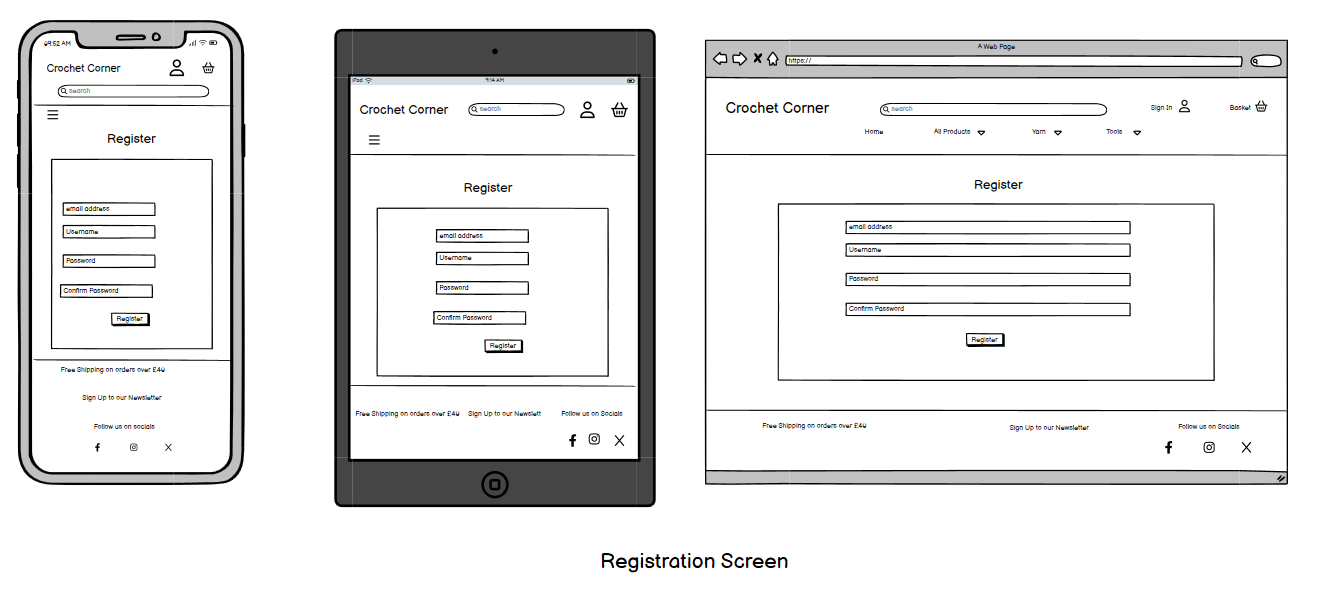 09:52 AM
Crochet Corner
search
Register
email address
Username
Password
Confirm Password
Register
Free Shipping on orders over £40
Sign Up to our Newsletter
Follow us on socials
iPad
9:14 AM
Crochet Corner
search
Register
email address
Username
Password
Confirm Password
Register
Free Shipping on orders over £40 Sign Up to our Newslett Follow us on Socials
A Web Page
https://
Crochet Corner
search
Sign In
Basket
Home All Products Yarn Tools
Register
email address
Username
Password
Confirm Password
Register
Free Shipping on orders over £40 Sign Up to our Newsletter Follow us on Socials
Registration Screen